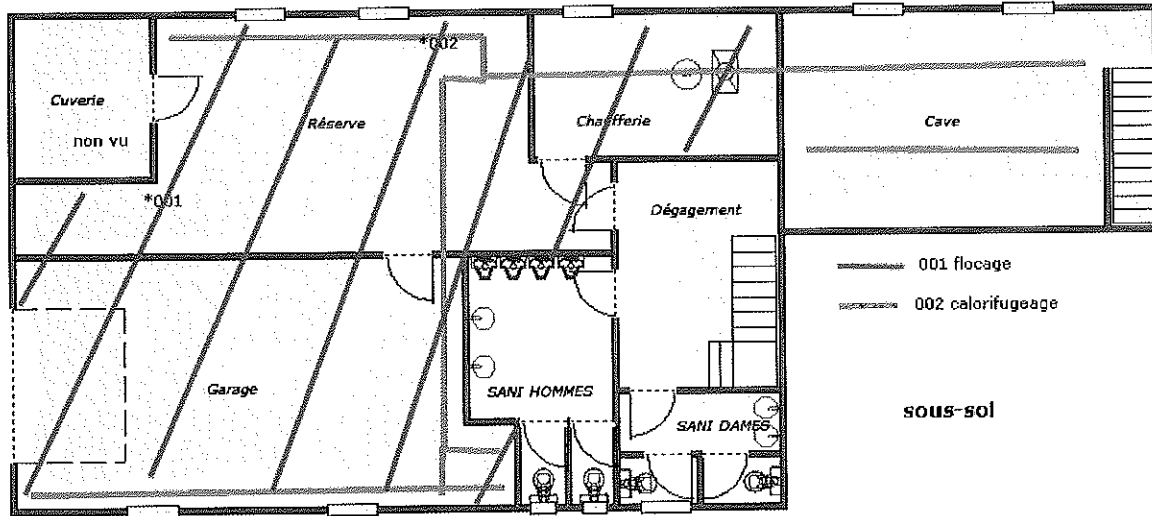 *002
Cuverie
non vu
Réserve
Chaufferie
Cave
*001
Dégagement
001 flocage
002 calorifugeage
Garage
SANI HOMMES
SANI DAMES
sous-sol